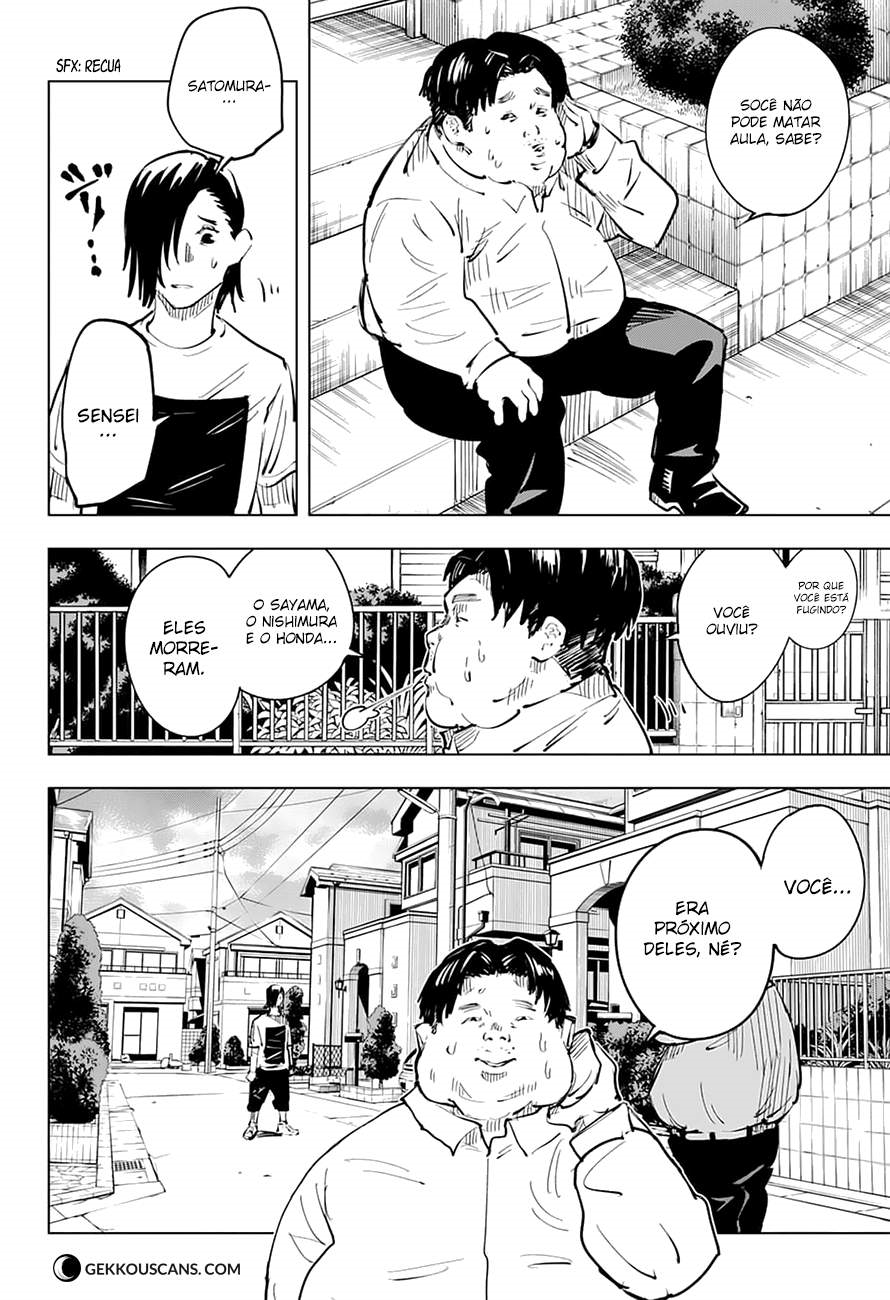 SOCÊ NÃO
PODE MATAR
AULA, SABE?
SFX: RECUA
SATOMURA-
...
SENSEI
...
POR QUE
VOCÊ ESTÁ
FUGINDO?
VOCÊ
OUVIU?
O SAYAMA,
O NISHIMURA
E O HONDA...
ELES
MORRE-
RAM.
VOCÊ...
ERA
PRÓXIMO
DELES, NÉ?
GEKKOUSCANS. COM